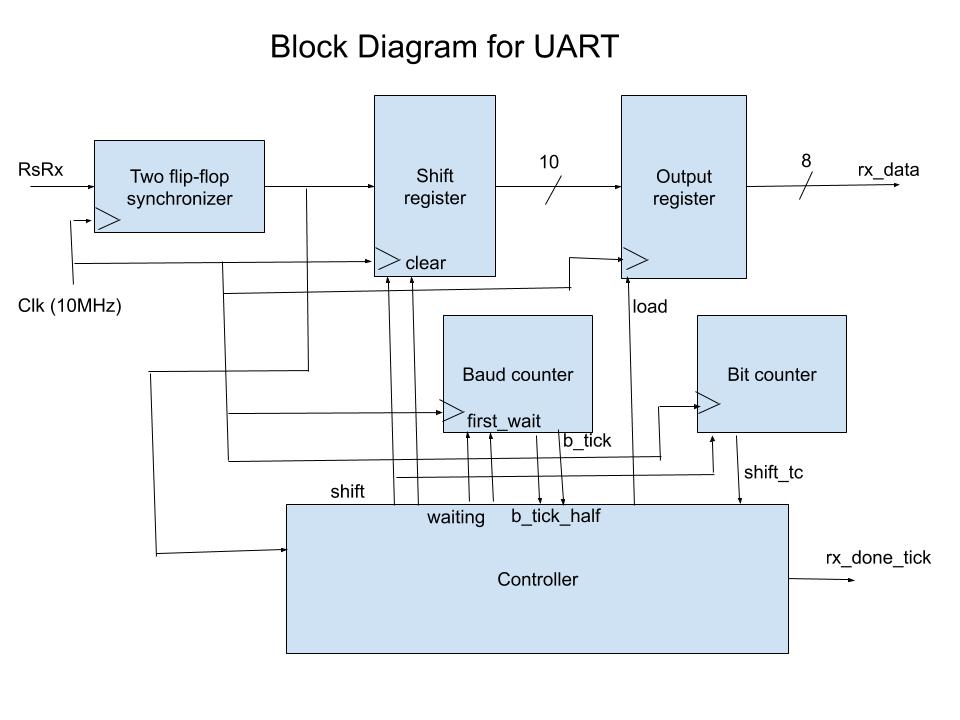 Block Diagram for UART
RsRx
Two flip-flop
synchronizer
Shift
register
10
Output
register
8
rx_data
clear
Clk (10MHz)
load
Baud counter
Bit counter
first_wait
b_tick
shift_tc
shift
waiting
b_tick_half
rx_done_tick
Controller